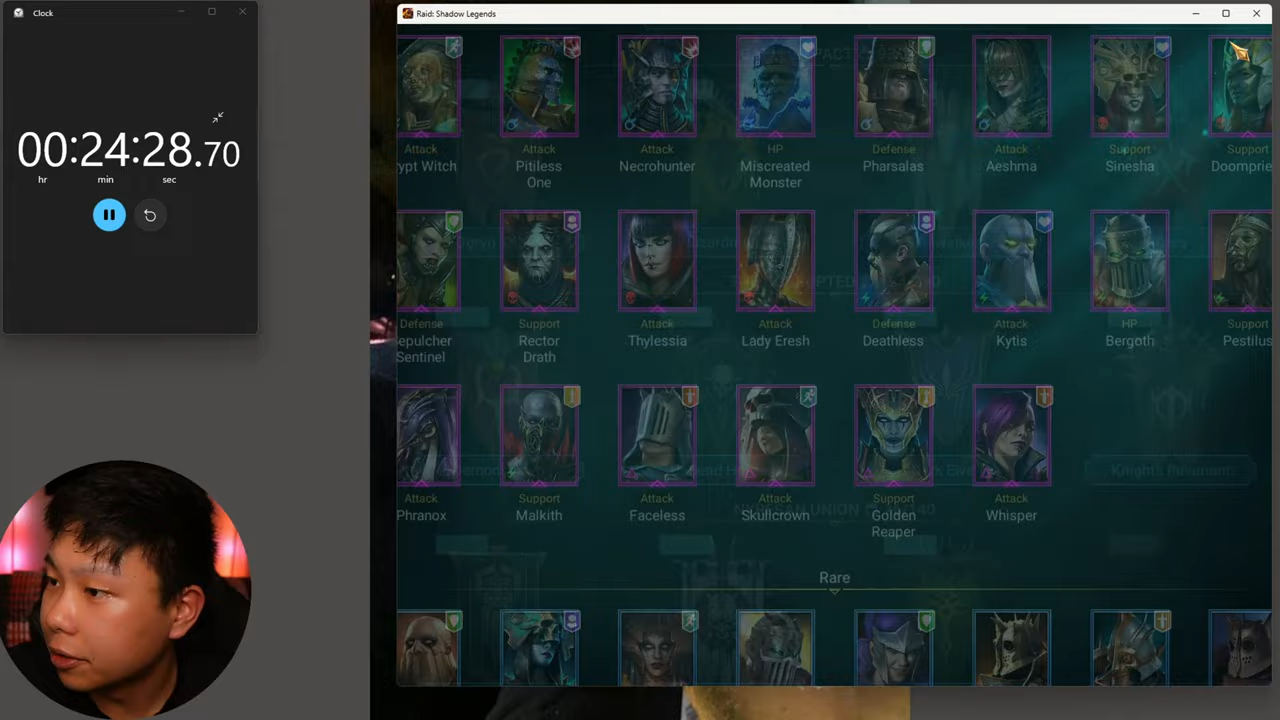 Clock
Raid: Shadow Legends
00:24:28.70
hr
min
sec
Attack
ypt Witch
Attack
Pitiless
One
Attack
Necrohunter
HP
Miscreated
Monster
Defense
Pharsalas
Attack
Aeshma
Support
Sinesha
Support
Doomprie
Defense
epulcher
Sentinel
Support
Rector
Drath
Attack
Thylessia
Attack
Lady Eresh
Defense
Deathless
Attack
Kytis
HP
Bergoth
Support
Pestilus
Attack
Phranox
Support
Malkith
Attack
Faceless
Attack
Skullcrown
Support
Golden
Reaper
Attack
Whisper
Knights Revenant
Rare